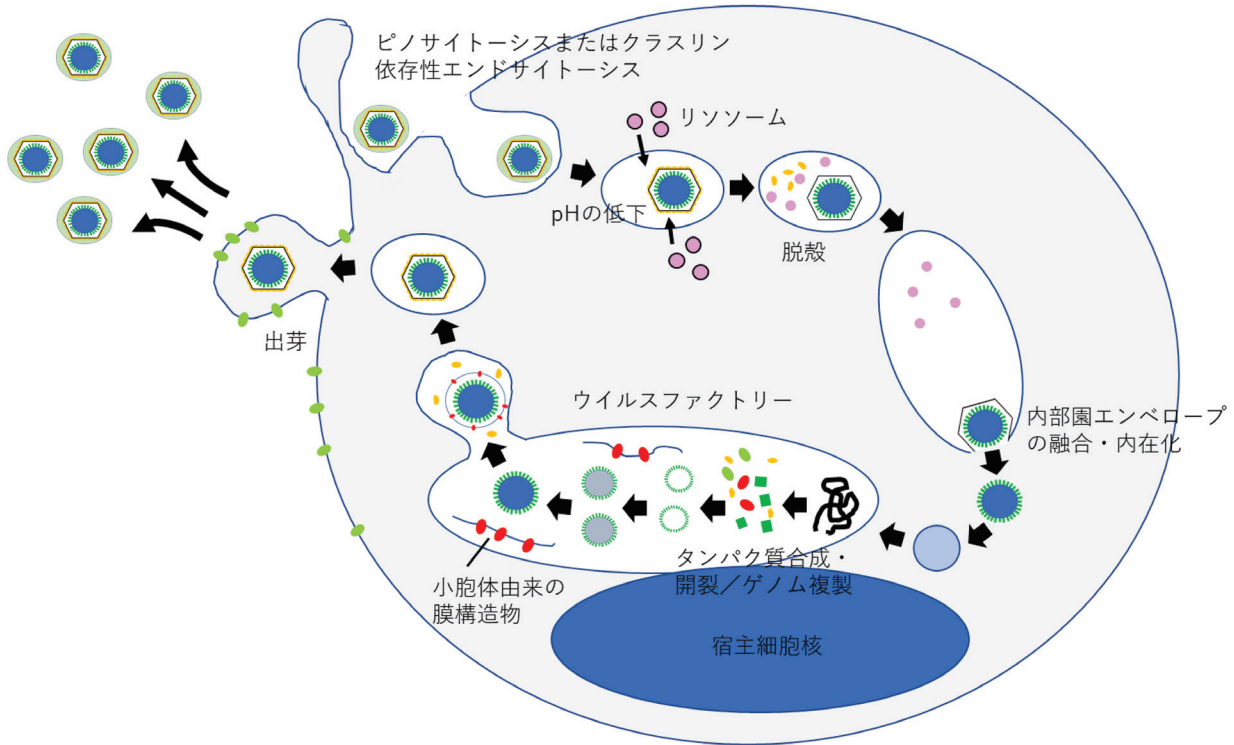 ピノサイトーシスまたはクラスリン
依存性エンドサイトーシス
リソソーム
pHの低下
脱殻
出芽
ウイルスファクトリー
内部園エンベロープ
の融合・内在化
タンパク質合成・
開裂／ゲノム複製
小胞体由来の
膜構造物
宿主細胞核